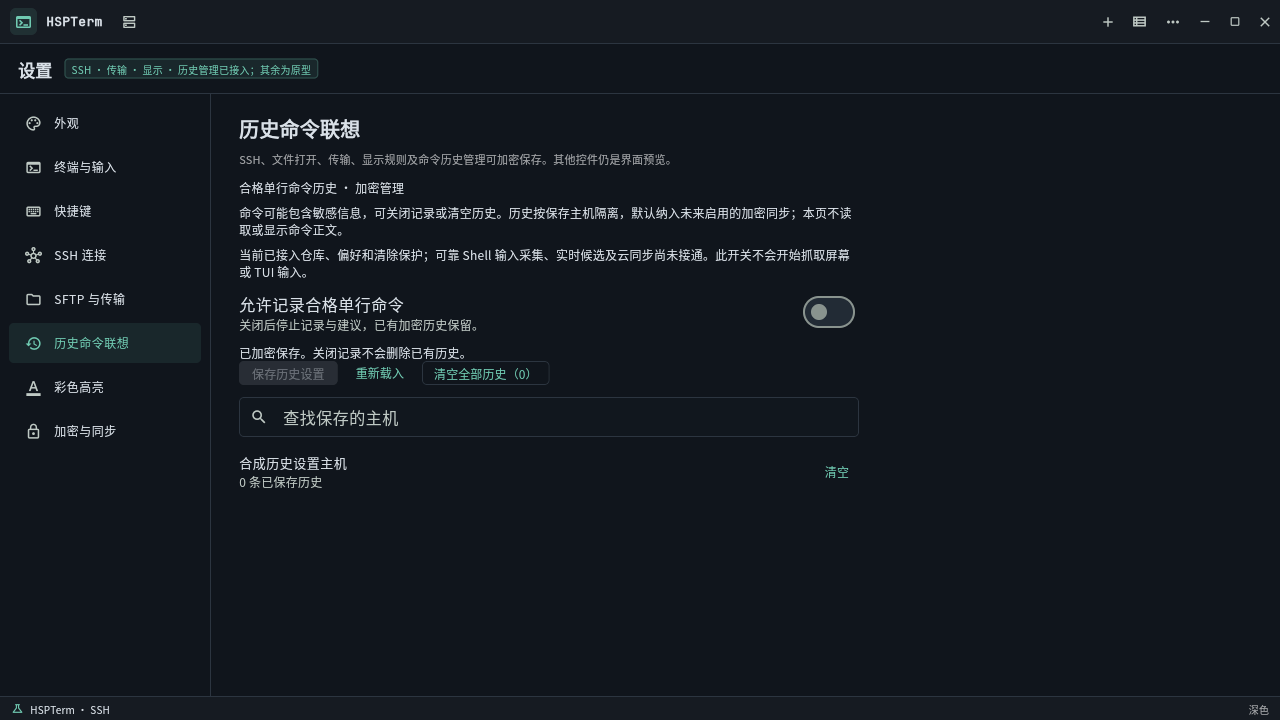 HSPTerm
设置
SSH · 传输 · 显示 · 历史管理已接入；其余为原型
外观
终端与输入
快捷键
SSH 连接
SFTP 与传输
历史命令联想
彩色高亮
加密与同步
历史命令联想
SSH、文件打开、传输、显示规则及命令历史管理可加密保存。其他控件仍是界面预览。
合格单行命令历史 · 加密管理
命令可能包含敏感信息，可关闭记录或清空历史。历史按保存主机隔离，默认纳入未来启用的加密同步；本页不读
取或显示命令正文。
当前已接入仓库、偏好和清除保护；可靠 Shell 输入采集、实时候选及云同步尚未接通。此开关不会开始抓取屏幕
或 TUI 输入。
允许记录合格单行命令
关闭后停止记录与建议，已有加密历史保留。
已加密保存。关闭记录不会删除已有历史。
保存历史设置
重新载入
清空全部历史（0）
查找保存的主机
合成历史设置主机
0 条已保存历史
清空
HSPTerm · SSH
深色